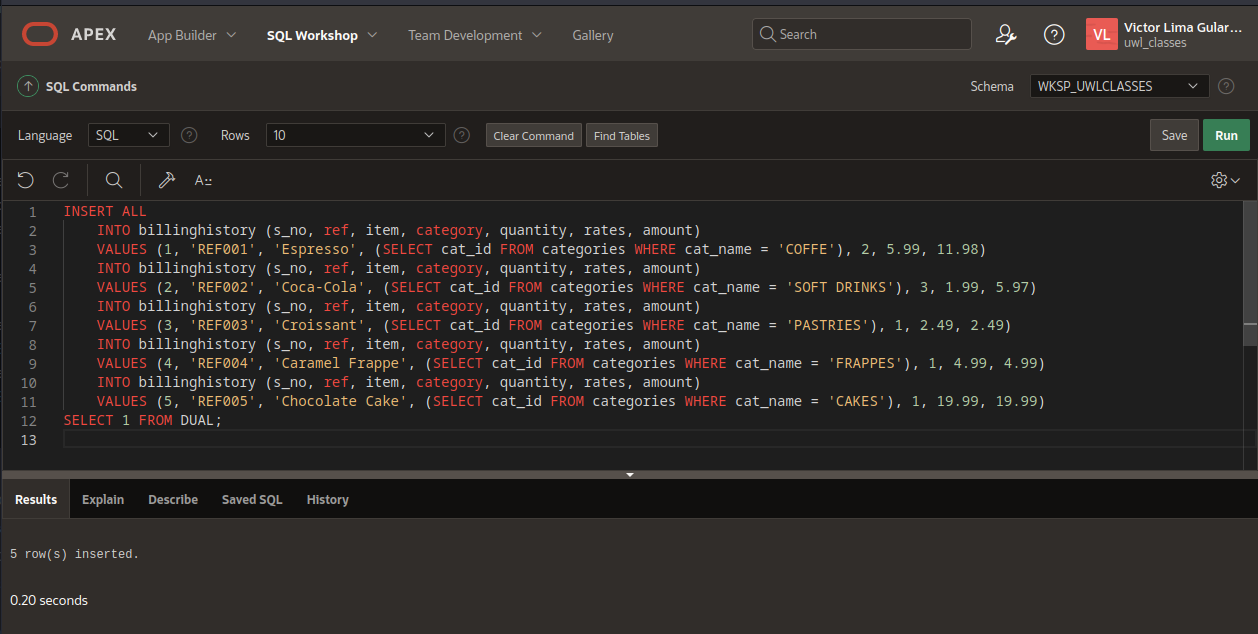 APEX App Builder SQL Workshop Team Development Gallery Search VL Victor Lima Gular...
uwl_classes
SQL Commands Schema WKSP_UWLCLASSES
Language SQL Rows 10 Clear Command Find Tables Save Run
A
1 INSERT ALL
2 INTO billinghistory (s_no, ref, item, category, quantity, rates, amount)
3 VALUES (1, 'REF001', 'Espresso', (SELECT cat_id FROM categories WHERE cat_name = 'COFFE'), 2, 5.99, 11.98)
4 INTO billinghistory (s_no, ref, item, category, quantity, rates, amount)
5 VALUES (2, 'REF002', 'Coca-Cola', (SELECT cat_id FROM categories WHERE cat_name = 'SOFT DRINKS'), 3, 1.99, 5.97)
6 INTO billinghistory (s_no, ref, item, category, quantity, rates, amount)
7 VALUES (3, 'REF003', 'Croissant', (SELECT cat_id FROM categories WHERE cat_name = 'PASTRIES'), 1, 2.49, 2.49)
8 INTO billinghistory (s_no, ref, item, category, quantity, rates, amount)
9 VALUES (4, 'REF004', 'Caramel Frappe', (SELECT cat_id FROM categories WHERE cat_name = 'FRAPPES'), 1, 4.99, 4.99)
10 INTO billinghistory (s_no, ref, item, category, quantity, rates, amount)
11 VALUES (5, 'REF005', 'Chocolate Cake', (SELECT cat_id FROM categories WHERE cat_name = 'CAKES'), 1, 19.99, 19.99)
12 SELECT 1 FROM DUAL;
13
Results Explain Describe Saved SQL History
5 row(s) inserted.
0.20 seconds